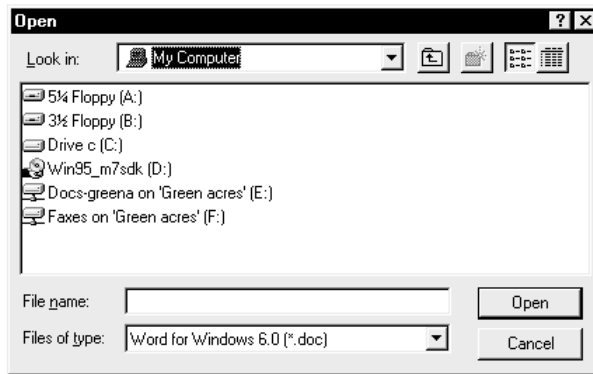 Open
Look in: My Computer
5¼ Floppy (A:)
3½ Floppy (B:)
Drive c (C:)
Win95_m7sdk (D:)
Docs-greena on 'Green acres' (E:)
Faxes on 'Green acres' (F:)
File name: Open
Files of type: Word for Windows 6.0 (*.doc) Cancel